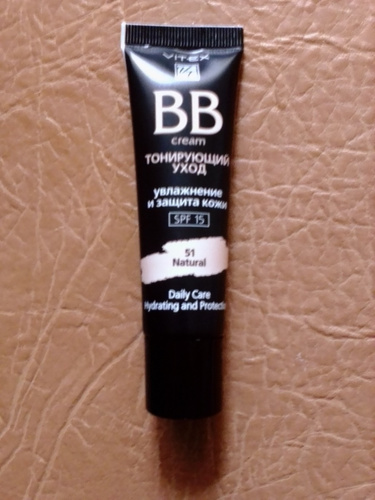 VITEX
BB
cream
ТОНИРУЮЩИЙ
УХОД
увлажнение
и защита кожи
SPF 15
51
Natural
Daily Care
Hydrating and Protection